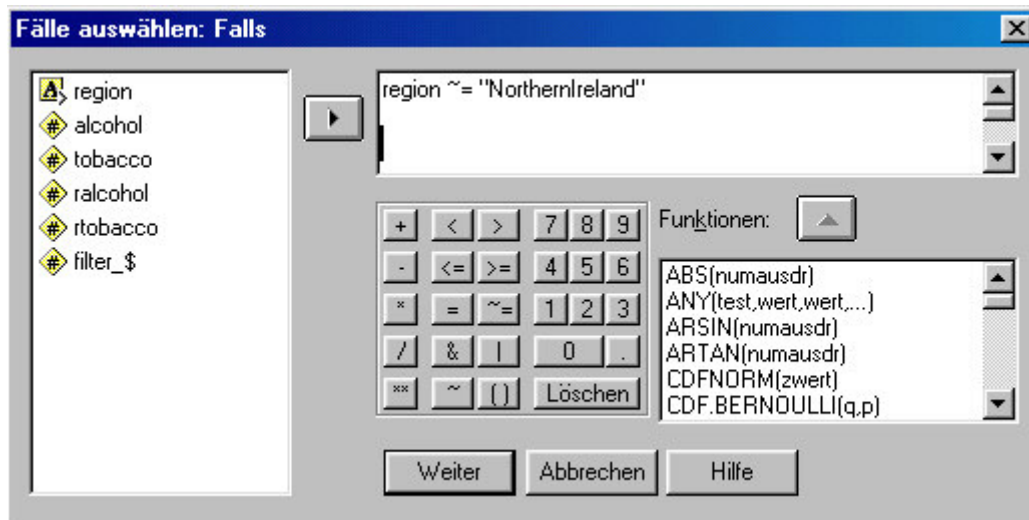 Fälle auswählen: Falls
region
alcohol
tobacco
ralcohol
rtobacco
filter_$
region ~= "NorthernIreland"
+ < > 7 8 9
- <= >= 4 5 6
* = ~= 1 2 3
/ & | 0 .
** ~ () Löschen
Funktionen:
ABS(numausdr)
ANY(test,wert,wert,...)
ARSIN(numausdr)
ARTAN(numausdr)
CDFNORM(zwert)
CDF.BERNOULLI(q,p)
Weiter Abbrechen Hilfe